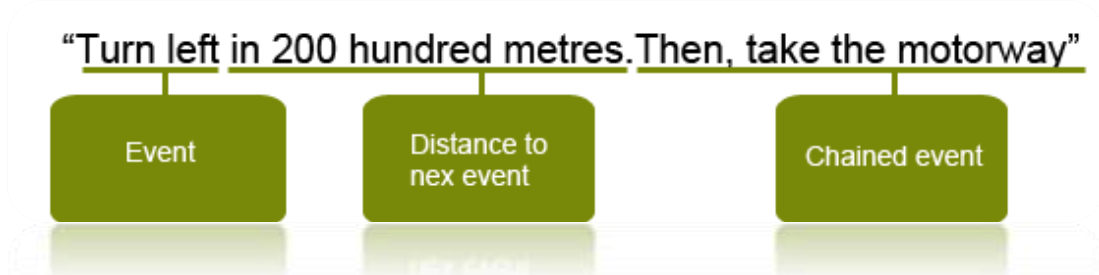 “Turn left in 200 hundred metres.Then, take the motorway”
Event
Distance to
nex event
Chained event